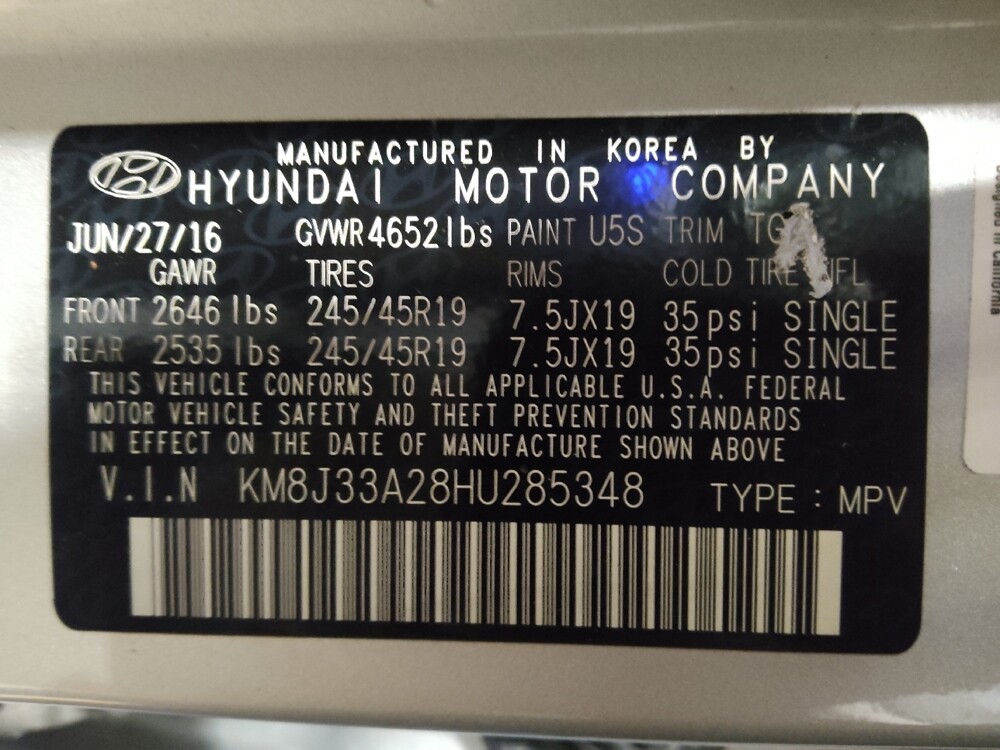 MANUFACTURED IN KOREA BY
HYUNDAI MOTOR COMPANY
JUN/27/16 GVWR 4652 lbs PAINT U5S TRIM
GAWR TIRES RIMS COLD TIRE
FRONT 2646 lbs 245/45R19 7.5JX19 35psi SINGLE
REAR 2535 lbs 245/45R19 7.5JX19 35psi SINGLE
THIS VEHICLE CONFORMS TO ALL APPLICABLE U.S.A. FEDERAL
MOTOR VEHICLE SAFETY AND THEFT PREVENTION STANDARDS
IN EFFECT ON THE DATE OF MANUFACTURE SHOWN ABOVE
V.I.N KM8J33A28HU285348 TYPE : MPV